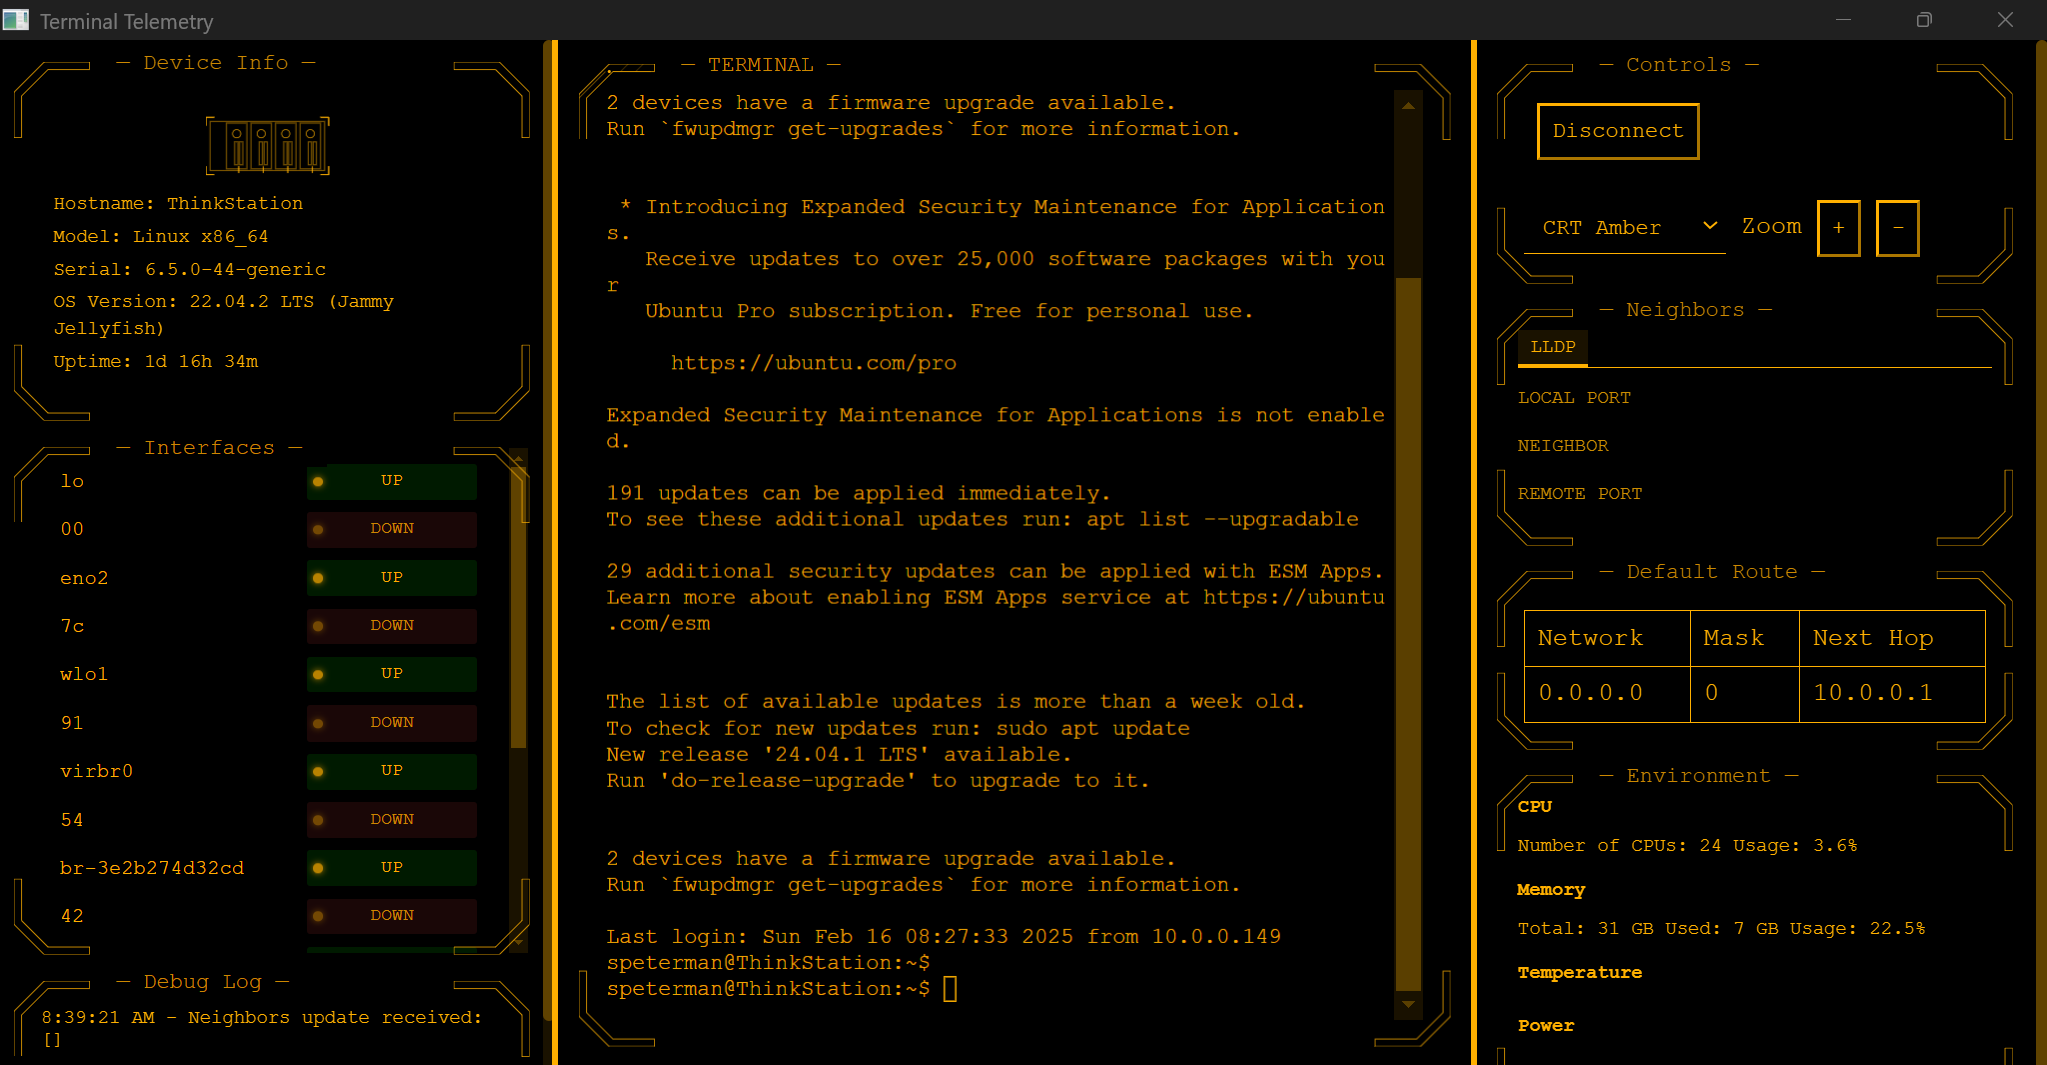 Terminal Telemetry
— Device Info —
Hostname: ThinkStation
Model: Linux x86_64
Serial: 6.5.0-44-generic
OS Version: 22.04.2 LTS (Jammy
Jellyfish)
Uptime: 1d 16h 34m
— Interfaces —
lo UP
00 DOWN
eno2 UP
7c DOWN
wlo1 UP
91 DOWN
virbr0 UP
54 DOWN
br-3e2b274d32cd UP
42 DOWN
— Debug Log —
8:39:21 AM - Neighbors update received:
[]
— TERMINAL —
2 devices have a firmware upgrade available.
Run `fwupdmgr get-upgrades` for more information.
* Introducing Expanded Security Maintenance for Application
s.
Receive updates to over 25,000 software packages with you
r
Ubuntu Pro subscription. Free for personal use.
https://ubuntu.com/pro
Expanded Security Maintenance for Applications is not enable
d.
191 updates can be applied immediately.
To see these additional updates run: apt list --upgradable
29 additional security updates can be applied with ESM Apps.
Learn more about enabling ESM Apps service at https://ubuntu
.com/esm
The list of available updates is more than a week old.
To check for new updates run: sudo apt update
New release '24.04.1 LTS' available.
Run 'do-release-upgrade' to upgrade to it.
2 devices have a firmware upgrade available.
Run `fwupdmgr get-upgrades` for more information.
Last login: Sun Feb 16 08:27:33 2025 from 10.0.0.149
speterman@ThinkStation:~$
speterman@ThinkStation:~$
— Controls —
Disconnect
CRT Amber Zoom + -
— Neighbors —
LLDP
LOCAL PORT
NEIGHBOR
REMOTE PORT
— Default Route —
Network Mask Next Hop
0.0.0.0 0 10.0.0.1
— Environment —
CPU
Number of CPUs: 24 Usage: 3.6%
Memory
Total: 31 GB Used: 7 GB Usage: 22.5%
Temperature
Power